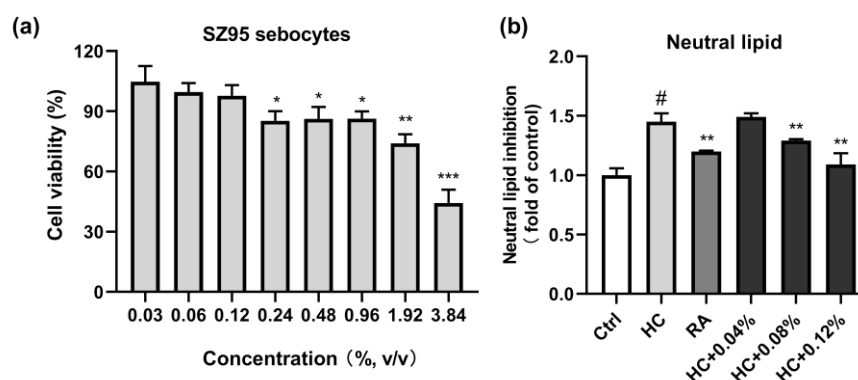 (a)
SZ95 sebocytes
Cell viability (%)
120
90
60
30
0
*
*
*
**
***
0.03 0.06 0.12 0.24 0.48 0.96 1.92 3.84
Concentration (%, v/v)
(b)
Neutral lipid
Neutral lipid inhibition
( fold of control)
2.0
1.5
1.0
0.5
0.0
#
**
**
**
Ctrl
HC
RA
HC+0.04%
HC+0.08%
HC+0.12%